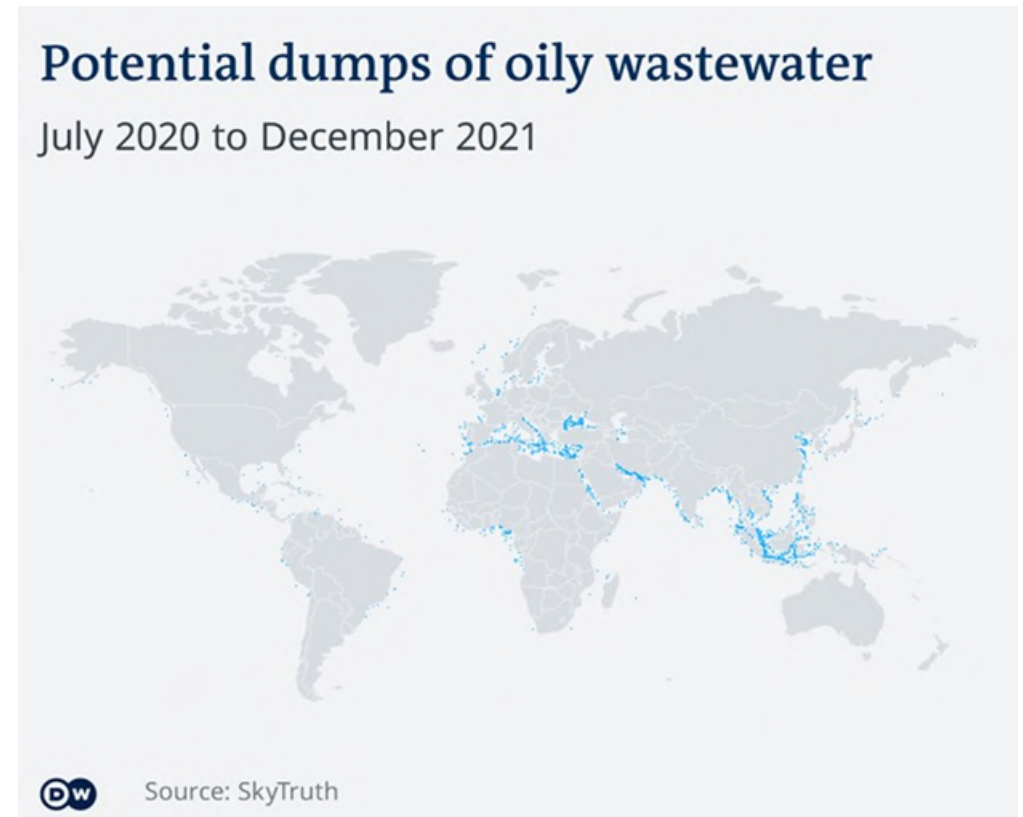 Potential dumps of oily wastewater
July 2020 to December 2021
DW
Source: SkyTruth